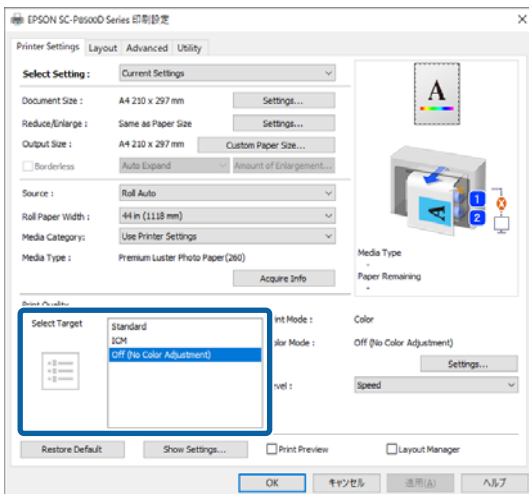 EPSON SC-P8500D Series 印刷設定
Printer Settings Layout Advanced Utility
Select Setting : Current Settings
Document Size : A4 210 x 297 mm Settings...
Reduce/Enlarge : Same as Paper Size Settings...
Output Size : A4 210 x 297 mm Custom Paper Size...
Borderless Auto Expand Amount of Enlargement...
Source : Roll Auto
Roll Paper Width : 44 in (1118 mm)
Media Category: Use Printer Settings
Media Type : Premium Luster Photo Paper(260)
Acquire Info
A
A
1
2
Media Type
-
Paper Remaining
-
Print Quality
Select Target
Standard
ICM
Off (No Color Adjustment)
int Mode : Color
olor Mode : Off (No Color Adjustment)
Settings...
evel : Speed
Restore Default Show Settings... Print Preview Layout Manager
OK キャンセル 適用(A) ヘルプ